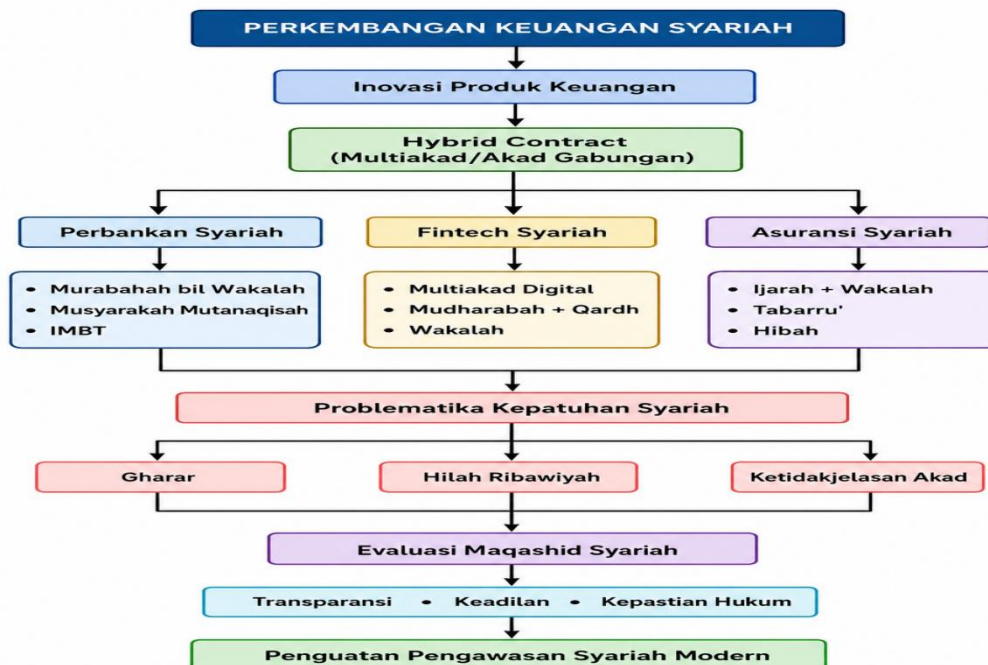 PERKEMBANGAN KEUANGAN SYARIAH
Inovasi Produk Keuangan
Hybrid Contract
(Multiakad/Akad Gabungan)
Perbankan Syariah
Fintech Syariah
Asuransi Syariah
• Murabahah bil Wakalah
• Musyarakah Mutanaqisah
• IMBT
• Multiakad Digital
• Mudharabah + Qardh
• Wakalah
• Ijarah + Wakalah
• Tabarru'
• Hibah
Problematika Kepatuhan Syariah
Gharar
Hilah Ribawiyah
Ketidakjelasan Akad
Evaluasi Maqashid Syariah
Transparansi • Keadilan • Kepastian Hukum
Penguatan Pengawasan Syariah Modern